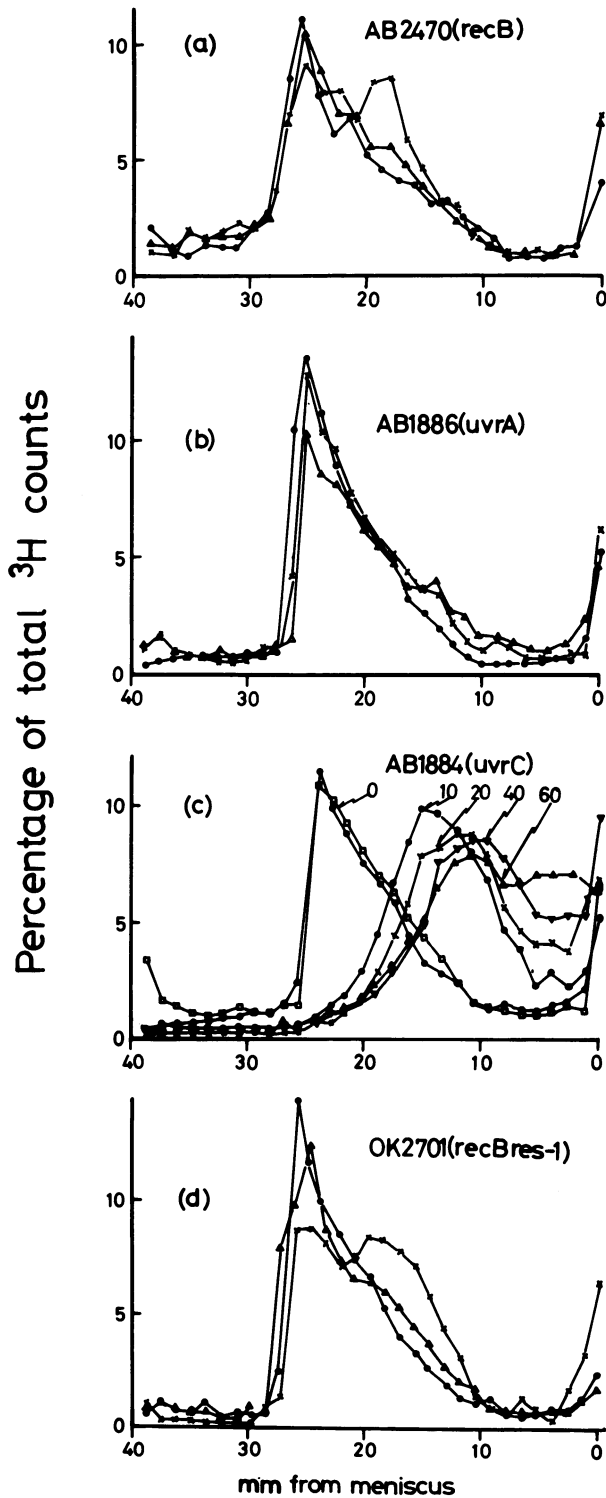 Percentage of total ³H counts
(a)
AB2470(recB)
10
5
0
40 30 20 10 0
(b)
AB1886(uvrA)
10
5
0
40 30 20 10 0
(c)
AB1884(uvrC)
0 10 20 40 60
10
5
0
40 30 20 10 0
(d)
OK2701(recBres-1)
10
5
0
40 30 20 10 0
mm from meniscus